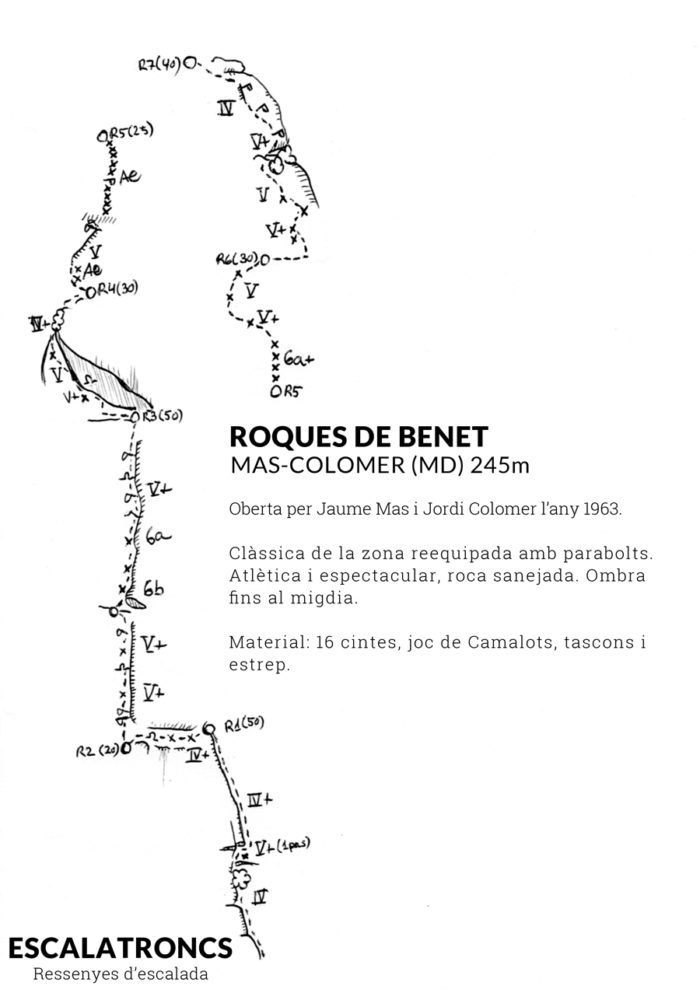 R7(40)
IV
V+
R5(25)
Ae
V
V+
V
Ae
R6(30)
R4(30)
V
V+
IV+
6a+
V
V+
R5
R3(50)
ROQUES DE BENET
MAS-COLOMER (MD) 245m
V+
Oberta per Jaume Mas i Jordi Colomer l'any 1963.
6a
Clàssica de la zona reequipada amb parabolts.
Atlètica i espectacular, roca sanejada. Ombra
fins al migdia.
6b
V+
Material: 16 cintes, joc de Camalots, tascons i
estrep.
V+
R1(50)
R2(20)
IV+
IV+
V+(1pas)
IV
ESCALATRONCS
Ressenyes d'escalada